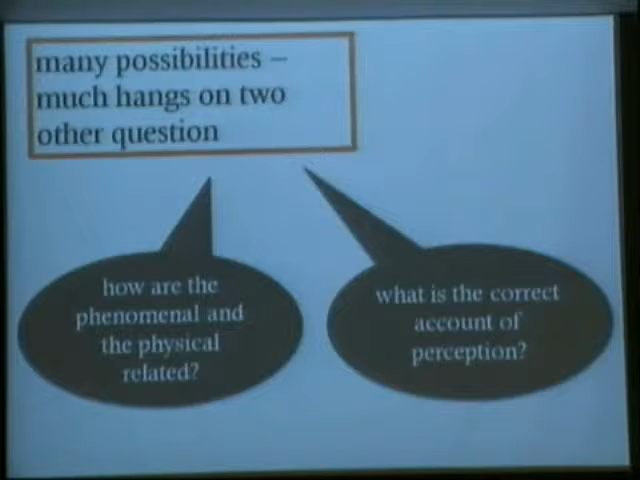 many possibilities –
much hangs on two
other question
how are the
phenomenal and
the physical
related?
what is the correct
account of
perception?